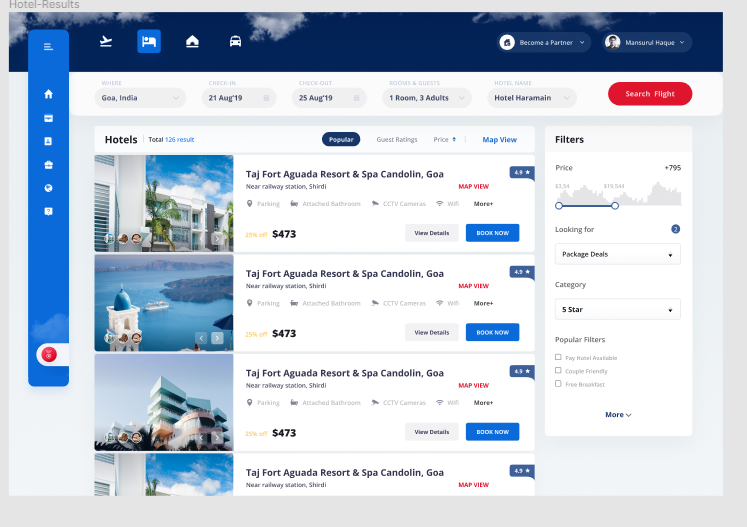 Hotel-Results
Become a Partner
Mansurul Haque
WHERE
Goa, India
CHECK-IN
21 Aug'19
CHECK-OUT
25 Aug'19
ROOMS & GUESTS
1 Room, 3 Adults
HOTEL NAME
Hotel Haramain
Search Flight
Hotels
Total 126 result
Popular
Guest Ratings
Price
Map View
Taj Fort Aguada Resort & Spa Candolin, Goa
4.9 ★
Near railway station, Shirdi
MAP VIEW
Parking
Attached Bathroom
CCTV Cameras
Wifi
More+
25% off
$473
View Details
BOOK NOW
Taj Fort Aguada Resort & Spa Candolin, Goa
4.9 ★
Near railway station, Shirdi
MAP VIEW
Parking
Attached Bathroom
CCTV Cameras
Wifi
More+
25% off
$473
View Details
BOOK NOW
Taj Fort Aguada Resort & Spa Candolin, Goa
4.9 ★
Near railway station, Shirdi
MAP VIEW
Parking
Attached Bathroom
CCTV Cameras
Wifi
More+
25% off
$473
View Details
BOOK NOW
Taj Fort Aguada Resort & Spa Candolin, Goa
4.9 ★
Near railway station, Shirdi
MAP VIEW
Filters
Price
+795
$3,54
$19,544
Looking for
2
Package Deals
Category
5 Star
Popular Filters
Pay Hotel Available
Couple Friendly
Free Breakfast
More